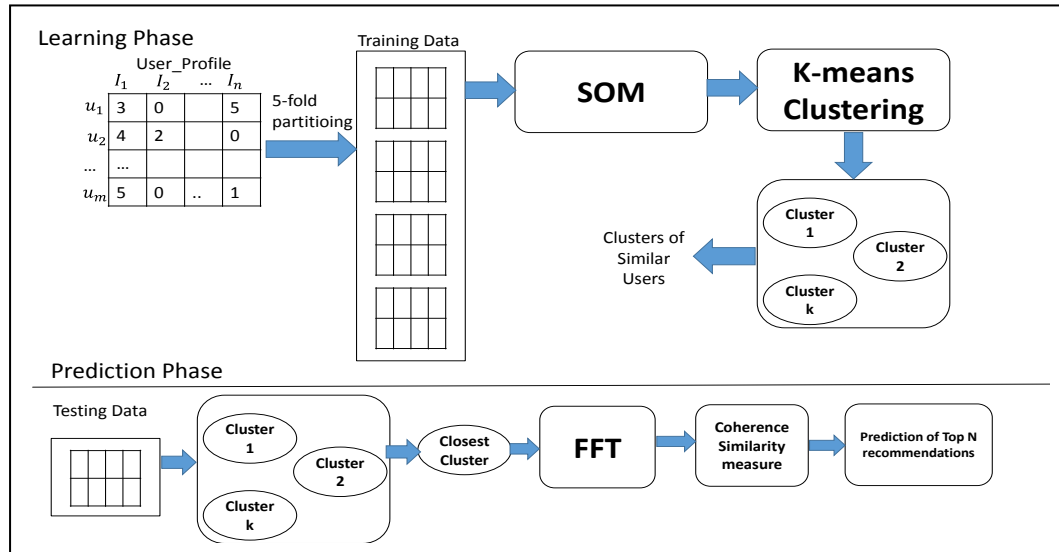 Learning Phase
User_Profile
I₁ I₂ … Iₙ
u₁ 3 0 5
u₂ 4 2 0
… …
uₘ 5 0 .. 1
5-fold
partitioing
Training Data
SOM
K-means
Clustering
Cluster
1
Cluster
2
Cluster
k
Clusters of
Similar
Users
Prediction Phase
Testing Data
Cluster
1
Cluster
2
Cluster
k
Closest
Cluster
FFT
Coherence
Similarity
measure
Prediction of Top N
recommendations